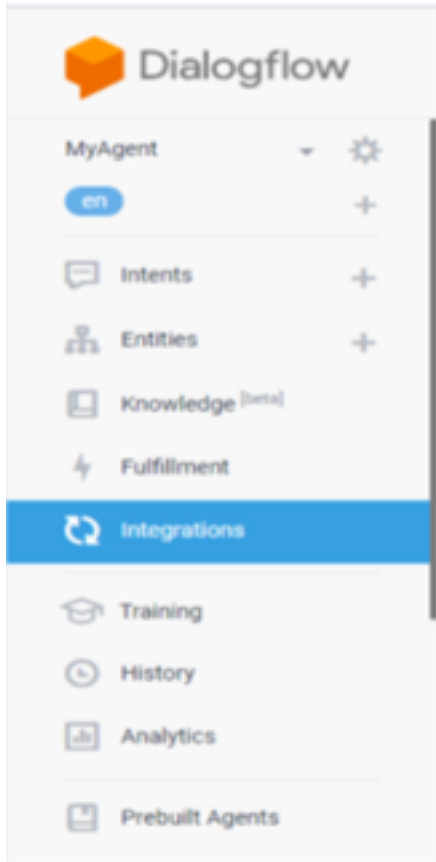 Dialogflow
MyAgent
en
Intents
Entities
Knowledge [beta]
Fulfillment
Integrations
Training
History
Analytics
Prebuilt Agents